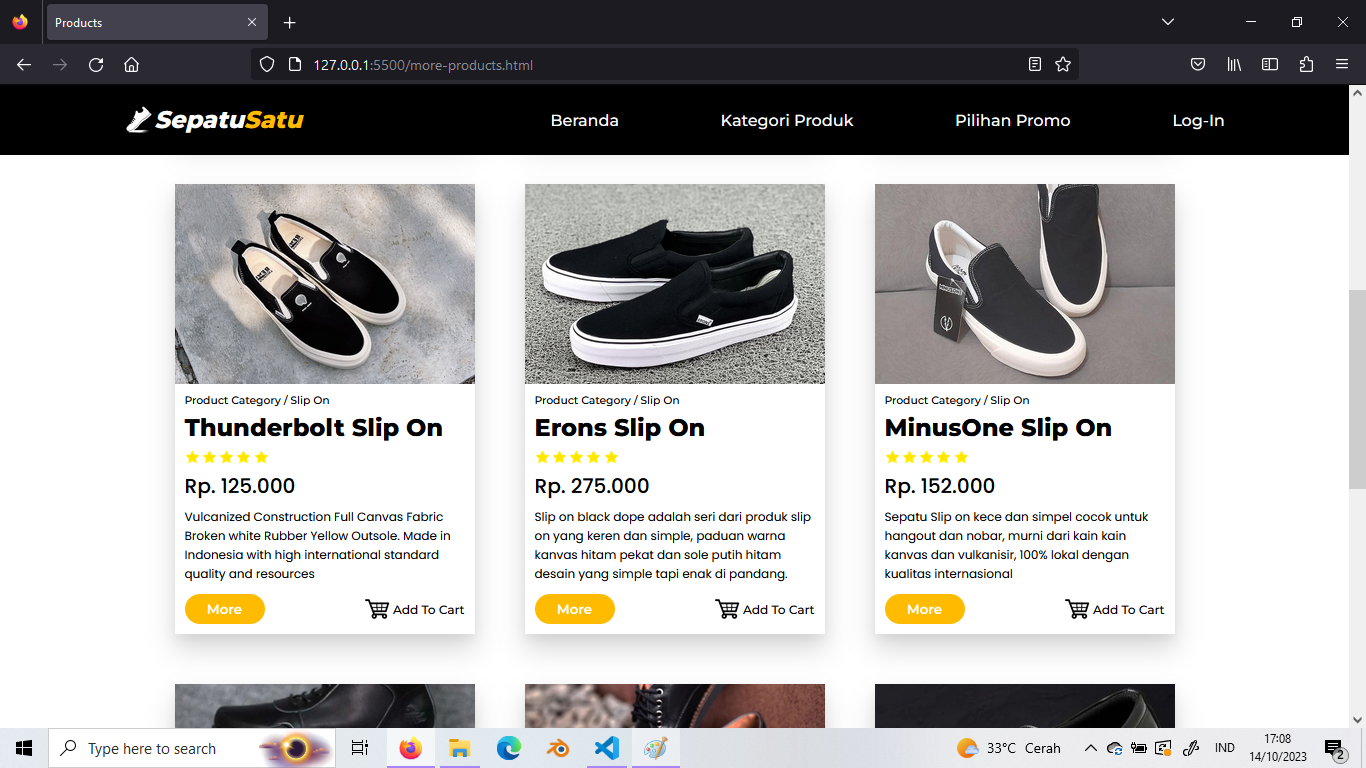 Products
127.0.0.1:5500/more-products.html
SepatuSatu
Beranda
Kategori Produk
Pilihan Promo
Log-In
Product Category / Slip On
Thunderbolt Slip On
Rp. 125.000
Vulcanized Construction Full Canvas Fabric
Broken white Rubber Yellow Outsole. Made in
Indonesia with high international standard
quality and resources
More
Add To Cart
Product Category / Slip On
Erons Slip On
Rp. 275.000
Slip on black dope adalah seri dari produk slip
on yang keren dan simple, paduan warna
kanvas hitam pekat dan sole putih hitam
desain yang simple tapi enak di pandang.
More
Add To Cart
Product Category / Slip On
MinusOne Slip On
Rp. 152.000
Sepatu Slip on kece dan simpel cocok untuk
hangout dan nobar, murni dari kain kain
kanvas dan vulkanisir, 100% lokal dengan
kualitas internasional
More
Add To Cart
Type here to search
33°C Cerah
IND
17:08
14/10/2023
2